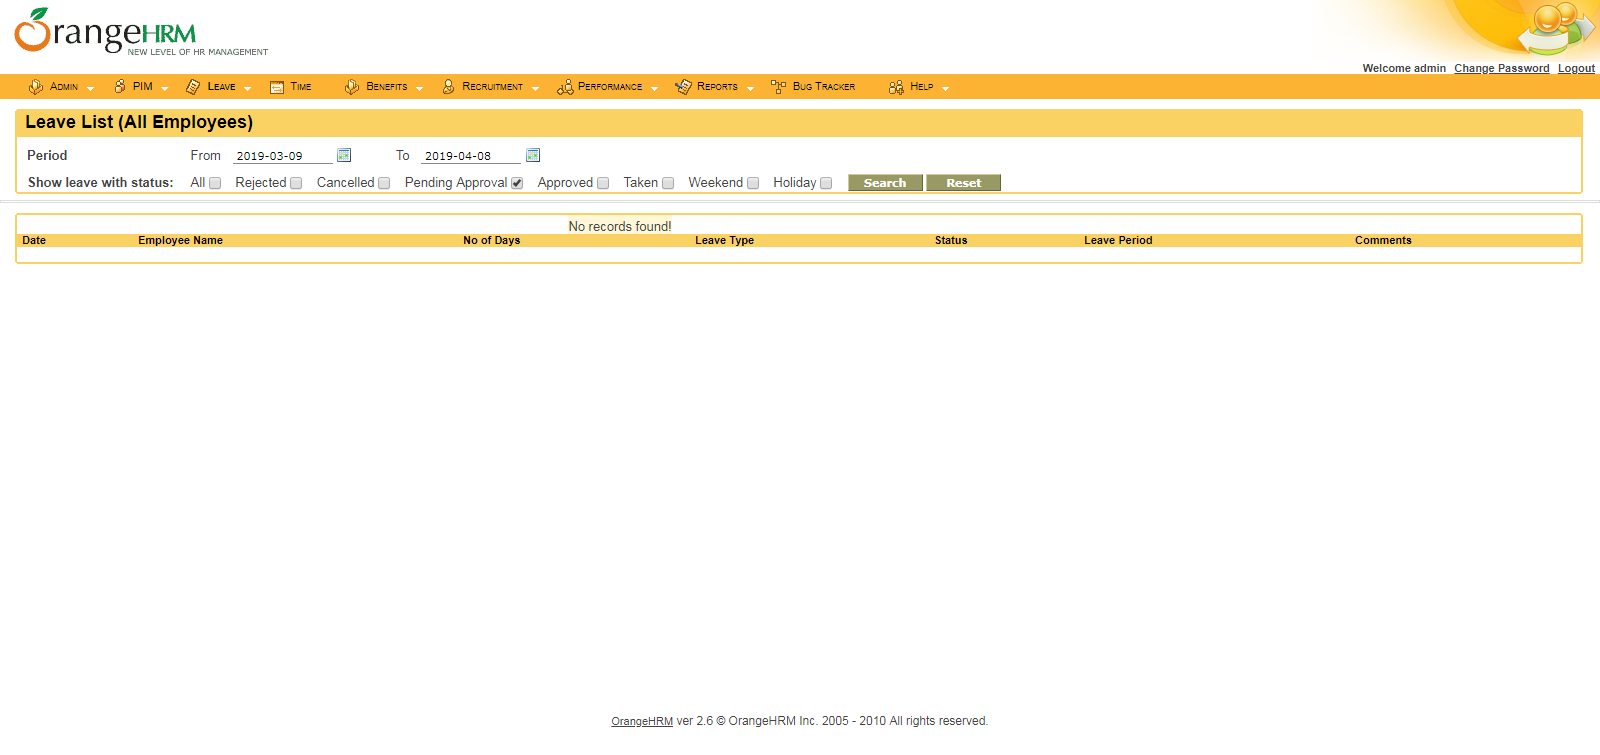 OrangeHRM
NEW LEVEL OF HR MANAGEMENT
Welcome admin Change Password Logout
Admin PIM Leave Time Benefits Recruitment Performance Reports Bug Tracker Help
Leave List (All Employees)
Period From 2019-03-09 To 2019-04-08
Show leave with status: All Rejected Cancelled Pending Approval Approved Taken Weekend Holiday Search Reset
No records found!
Date Employee Name No of Days Leave Type Status Leave Period Comments
OrangeHRM ver 2.6 © OrangeHRM Inc. 2005 - 2010 All rights reserved.